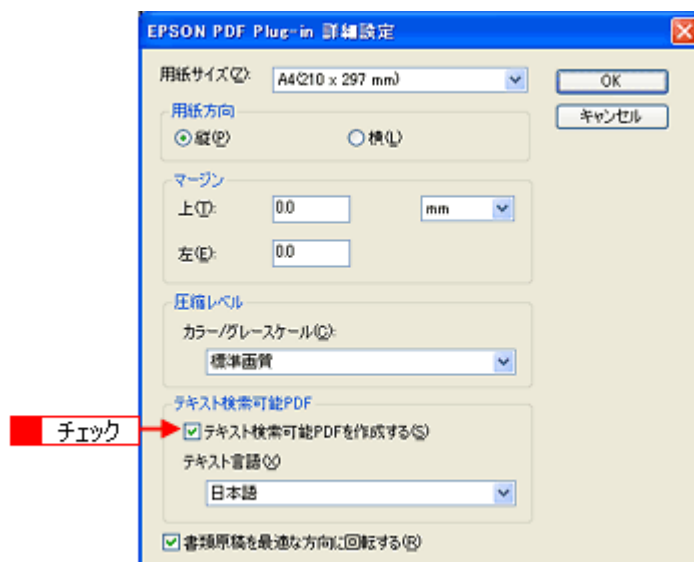 EPSON PDF Plug-in 詳細設定
用紙サイズ(Z): A4(210 x 297 mm) OK
用紙方向 キャンセル
縦(P) 横(L)
マージン
上(T): 0.0 mm
左(E): 0.0
圧縮レベル
カラー/グレースケール(C):
標準画質
テキスト検索可能PDF
チェック テキスト検索可能PDFを作成する(S)
テキスト言語(X)
日本語
書類原稿を最適な方向に回転する(R)